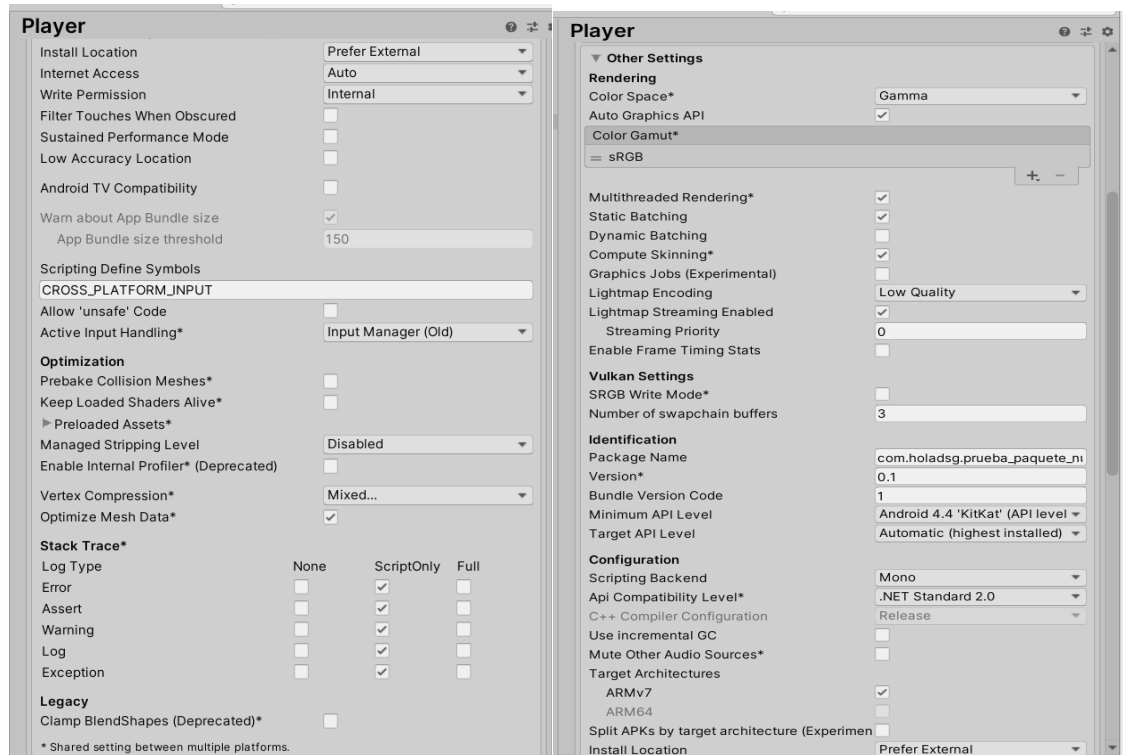 Player
Install Location Prefer External
Internet Access Auto
Write Permission Internal
Filter Touches When Obscured
Sustained Performance Mode
Low Accuracy Location
Android TV Compatibility
Warn about App Bundle size
App Bundle size threshold 150
Scripting Define Symbols
CROSS_PLATFORM_INPUT
Allow 'unsafe' Code
Active Input Handling* Input Manager (Old)
Optimization
Prebake Collision Meshes*
Keep Loaded Shaders Alive*
Preloaded Assets*
Managed Stripping Level Disabled
Enable Internal Profiler* (Deprecated)
Vertex Compression* Mixed...
Optimize Mesh Data*
Stack Trace*
Log Type None ScriptOnly Full
Error
Assert
Warning
Log
Exception
Legacy
Clamp BlendShapes (Deprecated)*
* Shared setting between multiple platforms.
Player
Other Settings
Rendering
Color Space* Gamma
Auto Graphics API
Color Gamut*
sRGB
Multithreaded Rendering*
Static Batching
Dynamic Batching
Compute Skinning*
Graphics Jobs (Experimental)
Lightmap Encoding Low Quality
Lightmap Streaming Enabled
Streaming Priority 0
Enable Frame Timing Stats
Vulkan Settings
SRGB Write Mode*
Number of swapchain buffers 3
Identification
Package Name com.holadsg.prueba_paquete_nu
Version* 0.1
Bundle Version Code 1
Minimum API Level Android 4.4 'KitKat' (API level
Target API Level Automatic (highest installed)
Configuration
Scripting Backend Mono
Api Compatibility Level* .NET Standard 2.0
C++ Compiler Configuration Release
Use incremental GC
Mute Other Audio Sources*
Target Architectures
ARMv7
ARM64
Split APKs by target architecture (Experimen
Install Location Prefer External